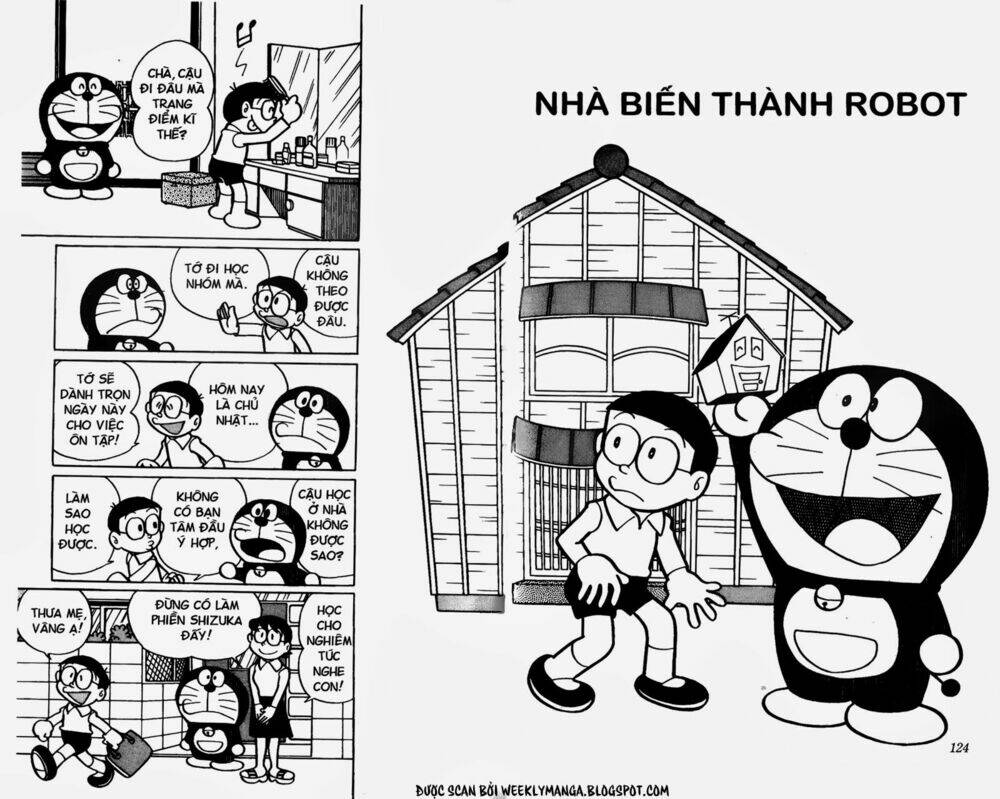 NHÀ BIẾN THÀNH ROBOT
124
CHÀ, CẬU
ĐI ĐÂU MÀ
TRANG
ĐIỂM KĨ
THẾ?
CẬU
KHÔNG
THEO
ĐƯỢC
ĐÂU.
TỚ ĐI HỌC
NHÓM MÀ.
HÔM NAY
LÀ CHỦ
NHẬT...
TỚ SẼ
DÀNH TRỌN
NGÀY NÀY
CHO VIỆC
ÔN TẬP!
CẬU HỌC
Ở NHÀ
KHÔNG
ĐƯỢC
SAO?
KHÔNG
CÓ BẠN
TÂM ĐẦU
Ý HỢP,
LÀM
SAO
HỌC
ĐƯỢC.
HỌC
CHO
NGHIÊM
TÚC
NGHE
CON!
ĐỪNG CÓ LÀM
PHIỀN SHIZUKA
ĐẤY!
THƯA MẸ,
VÂNG Ạ!
ĐƯỢC SCAN BỞI WEEKLYMANGA.BLOGSPOT.COM